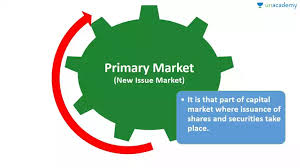 unacademy
Primary Market
(New Issue Market)
• It is that part of capital
market where issuance of
shares and securities take
place.